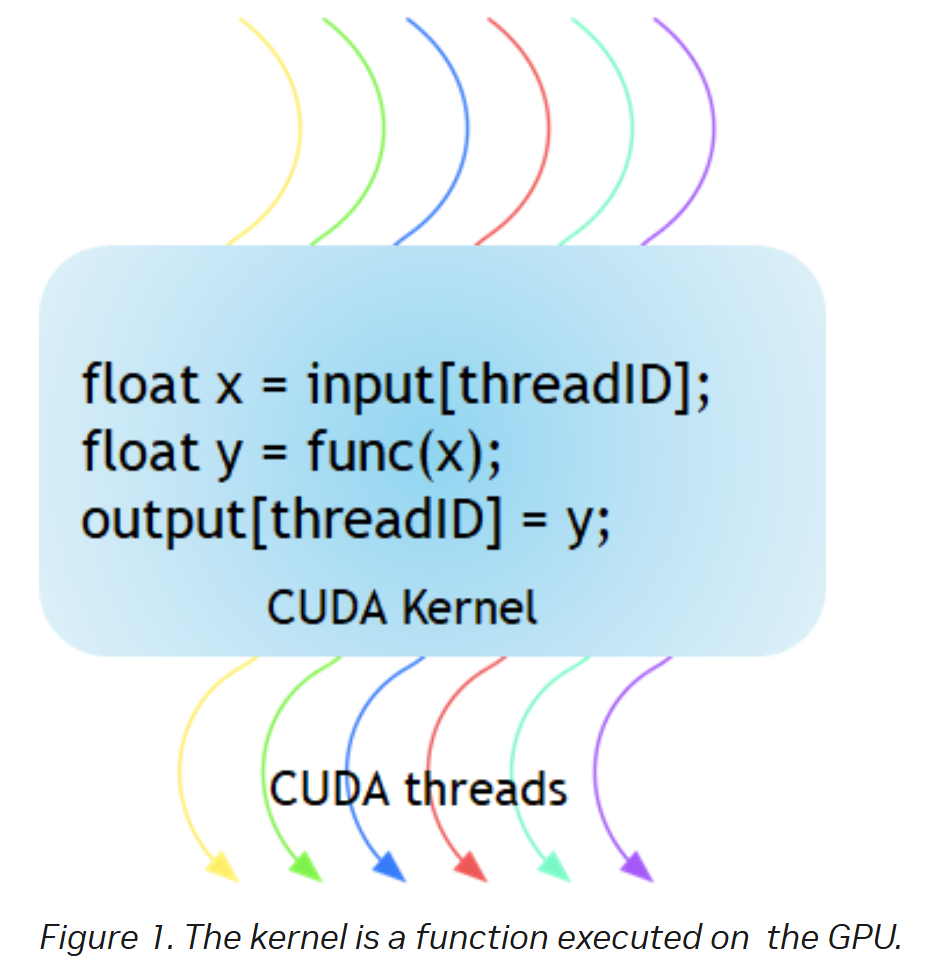 float x = input[threadID];
float y = func(x);
output[threadID] = y;
CUDA Kernel
CUDA threads
Figure 1. The kernel is a function executed on  the GPU.